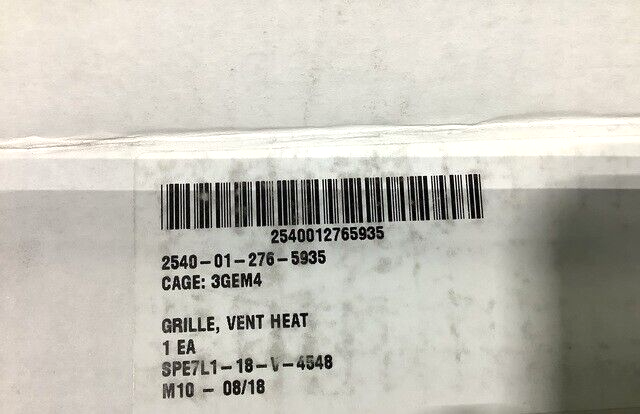 2540012765935
2540-01-276-5935
CAGE: 3GEM4
GRILLE, VENT HEAT
1 EA
SPE7L1-18-V-4548
M10 - 08/18